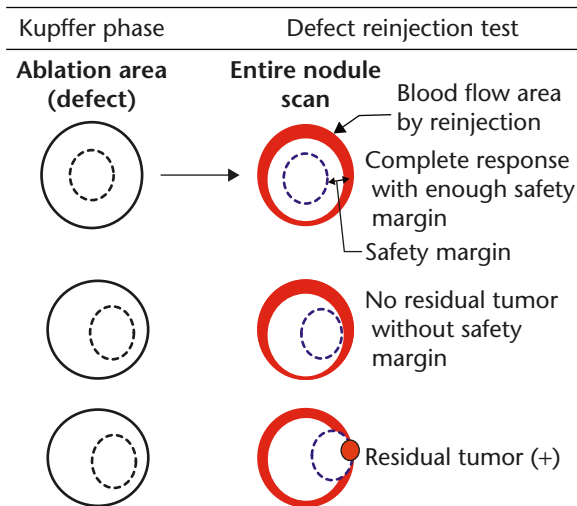 Kupffer phase
Defect reinjection test
Ablation area
(defect)
Entire nodule
scan
Blood flow area
by reinjection
Complete response
with enough safety
margin
Safety margin
No residual tumor
without safety
margin
Residual tumor (+)